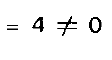 = 4 ≠ 0